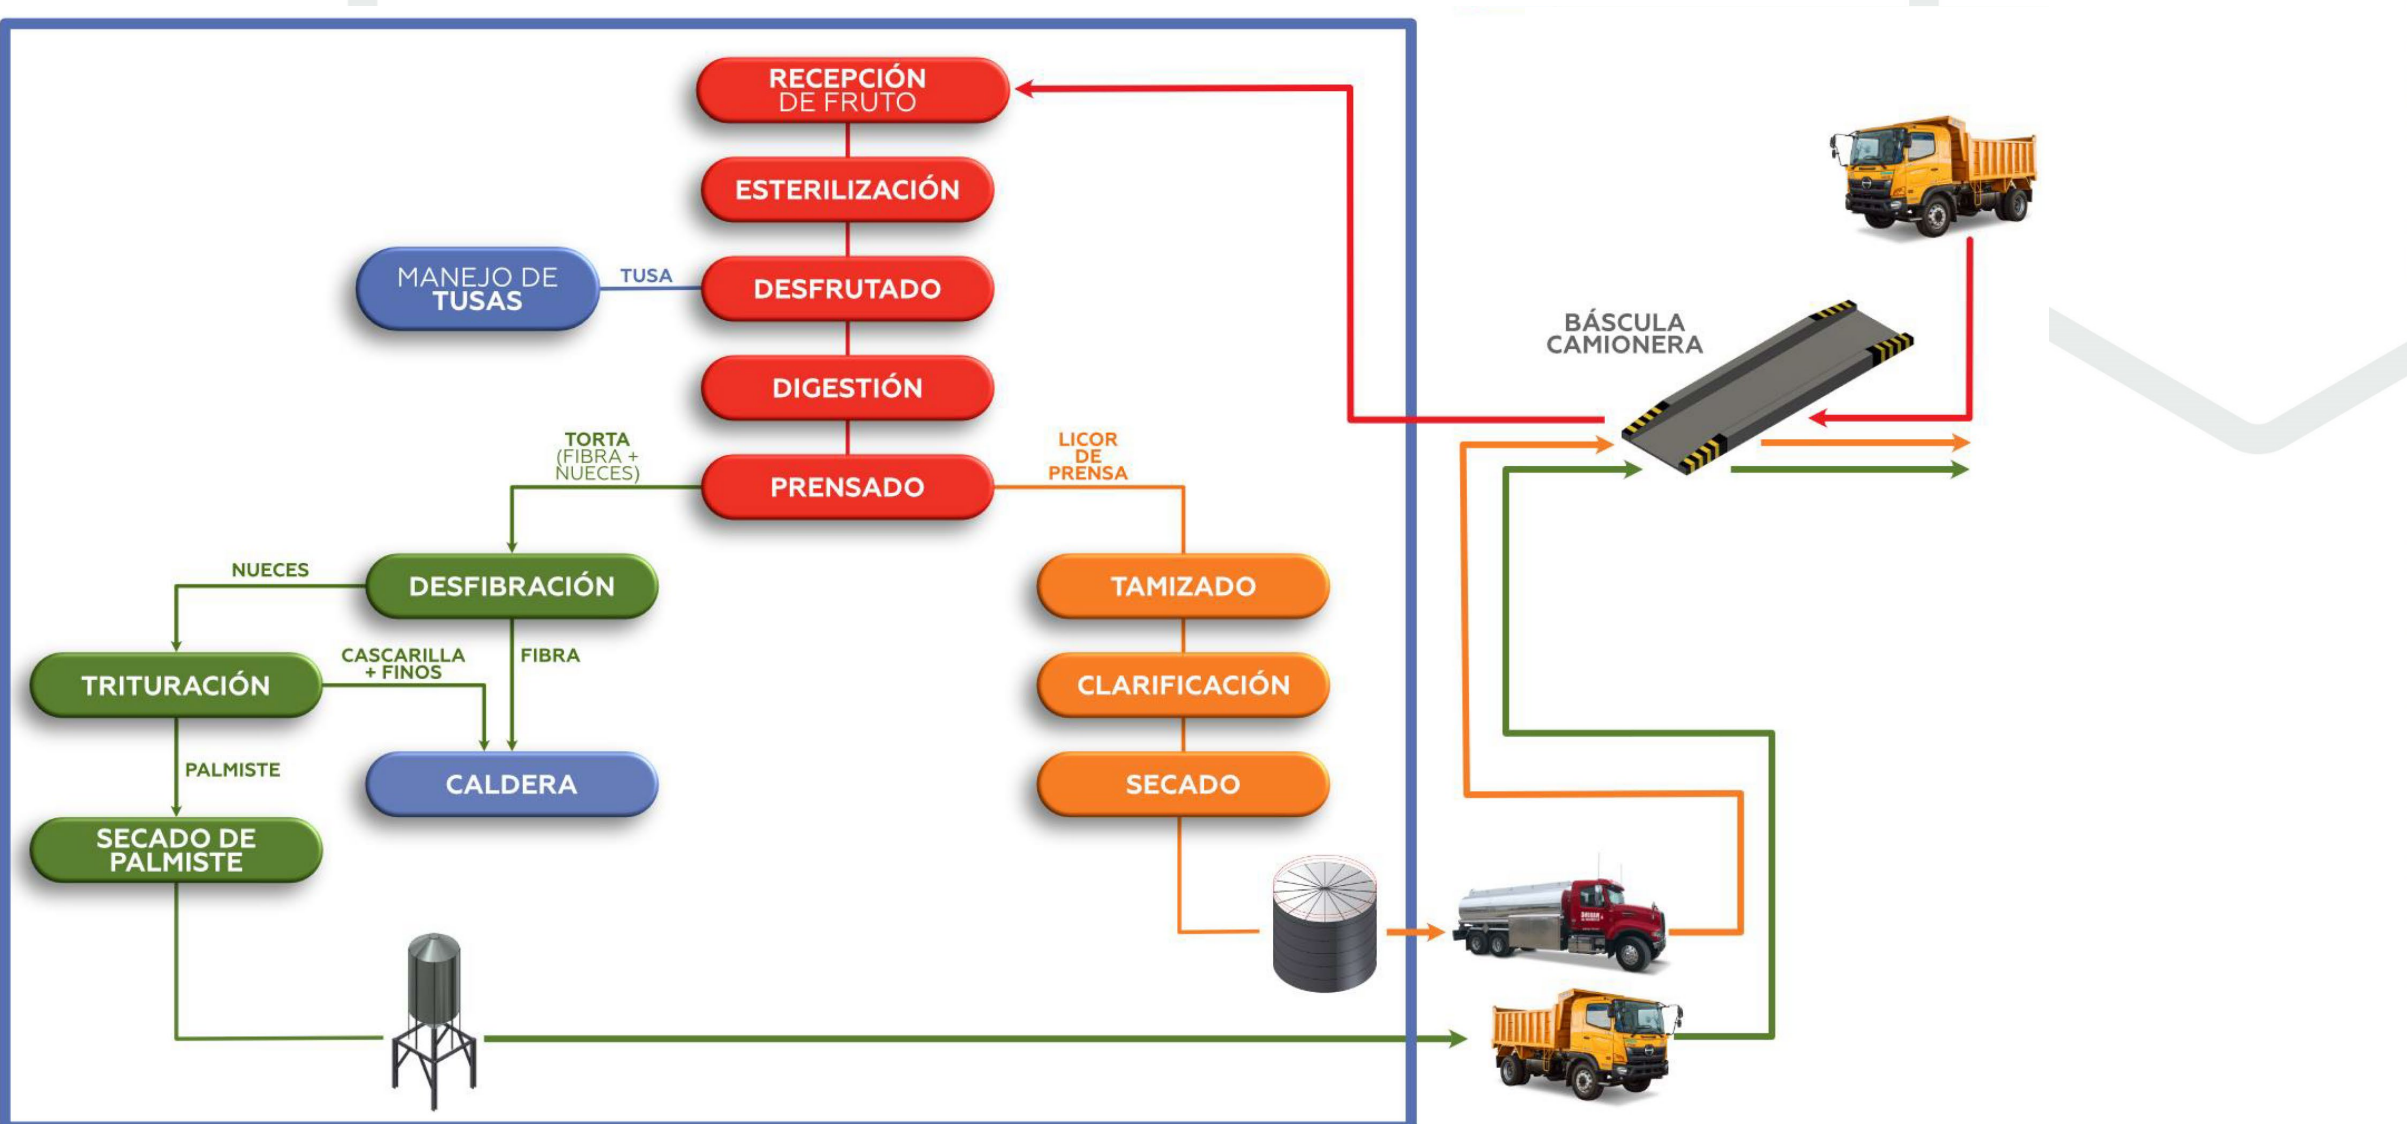 RECEPCIÓN
DE FRUTO
ESTERILIZACIÓN
MANEJO DE
TUSAS
TUSA
DESFRUTADO
BÁSCULA
CAMIONERA
DIGESTIÓN
TORTA
(FIBRA +
NUECES)
LICOR
DE
PRENSA
PRENSADO
NUECES
DESFIBRACIÓN
TAMIZADO
CASCARILLA
+ FINOS
FIBRA
TRITURACIÓN
CLARIFICACIÓN
PALMISTE
CALDERA
SECADO
SECADO DE
PALMISTE